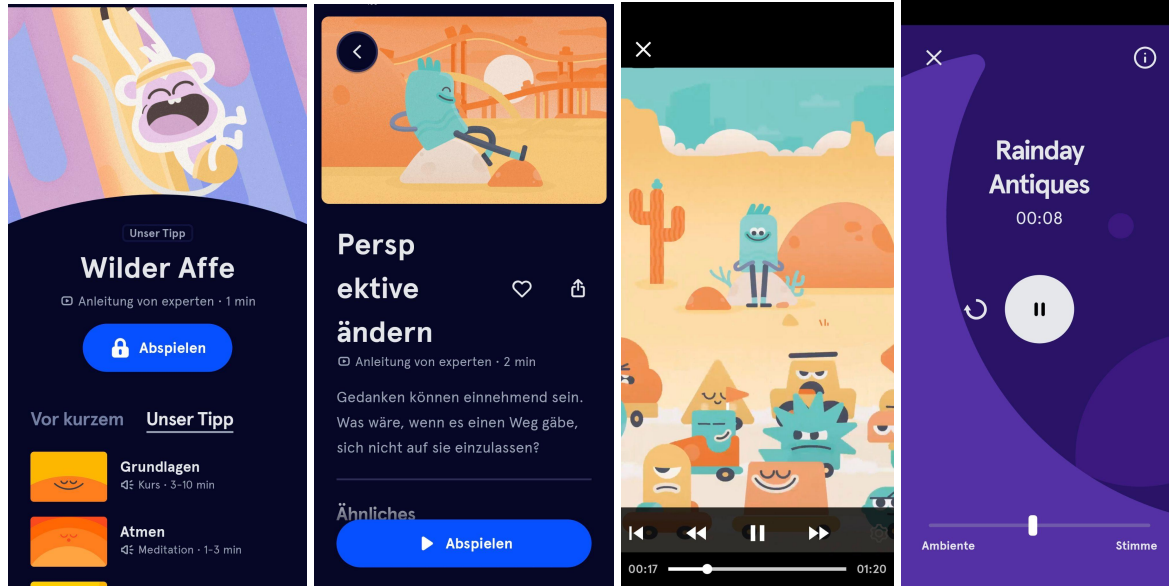 Unser Tipp
Wilder Affe
Anleitung von experten · 1 min
Abspielen
Vor kurzem Unser Tipp
Grundlagen
Kurs · 3-10 min
Atmen
Meditation · 1-3 min
Persp
ektive
ändern
Anleitung von experten · 2 min
Gedanken können einnehmend sein.
Was wäre, wenn es einen Weg gäbe,
sich nicht auf sie einzulassen?
Ähnliches
Abspielen
00:17 01:20
Rainday
Antiques
00:08
Ambiente Stimme